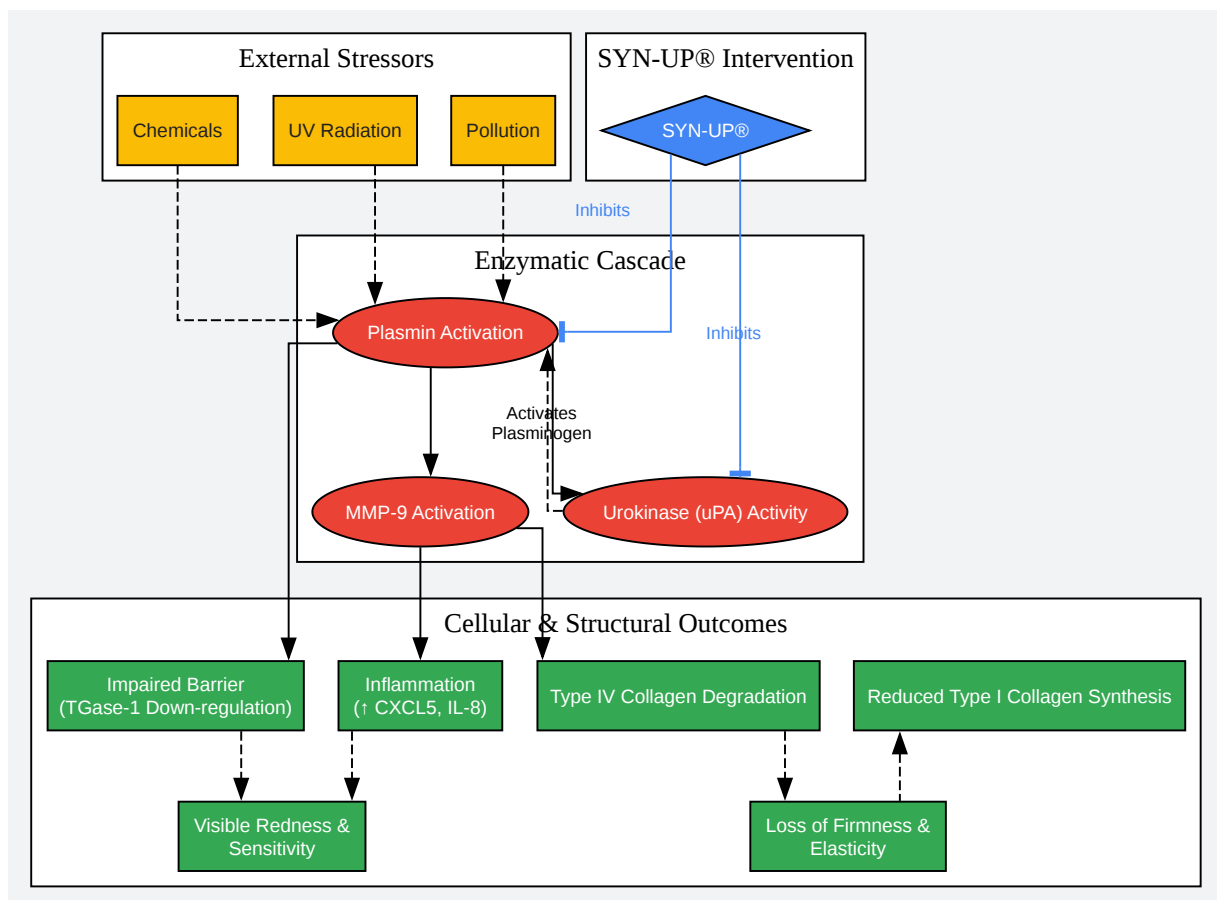 External Stressors
SYN-UP® Intervention
Chemicals
UV Radiation
Pollution
SYN-UP®
Inhibits
Enzymatic Cascade
Plasmin Activation
Inhibits
Activates
Plasminogen
MMP-9 Activation
Urokinase (uPA) Activity
Cellular & Structural Outcomes
Impaired Barrier
(TGase-1 Down-regulation)
Inflammation
(↑ CXCL5, IL-8)
Type IV Collagen Degradation
Reduced Type I Collagen Synthesis
Visible Redness &
Sensitivity
Loss of Firmness &
Elasticity